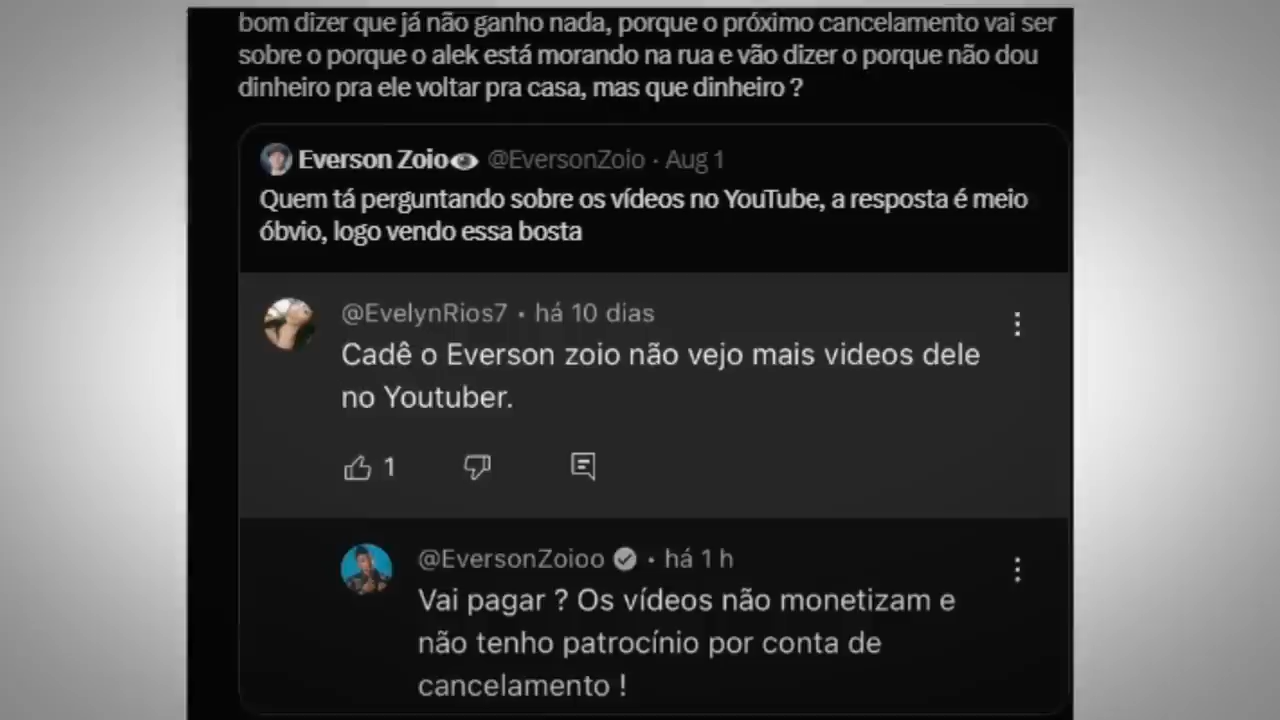 bom dizer que já não ganho nada, porque o próximo cancelamento vai ser
sobre o porque o alek está morando na rua e vão dizer o porque não dou
dinheiro pra ele voltar pra casa, mas que dinheiro ?
Everson Zoio👁 @EversonZoio · Aug 1
Quem tá perguntando sobre os vídeos no YouTube, a resposta é meio
óbvio, logo vendo essa bosta
@EvelynRios7 • há 10 dias
Cadê o Everson zoio não vejo mais videos dele
no Youtuber.
1
@EversonZoioo • há 1 h
Vai pagar ? Os vídeos não monetizam e
não tenho patrocínio por conta de
cancelamento !